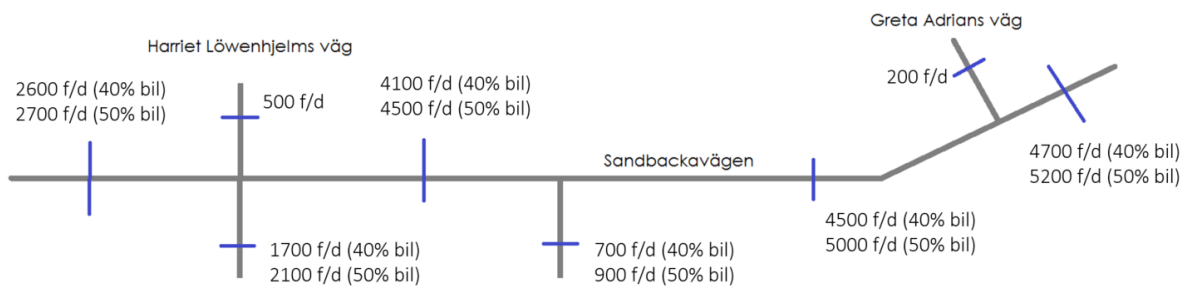 Greta Adrians väg
Harriet Löwenhjelms väg
2600 f/d (40% bil)
2700 f/d (50% bil)
500 f/d
4100 f/d (40% bil)
4500 f/d (50% bil)
200 f/d
Sandbackavägen
4700 f/d (40% bil)
5200 f/d (50% bil)
4500 f/d (40% bil)
5000 f/d (50% bil)
1700 f/d (40% bil)
2100 f/d (50% bil)
700 f/d (40% bil)
900 f/d (50% bil)